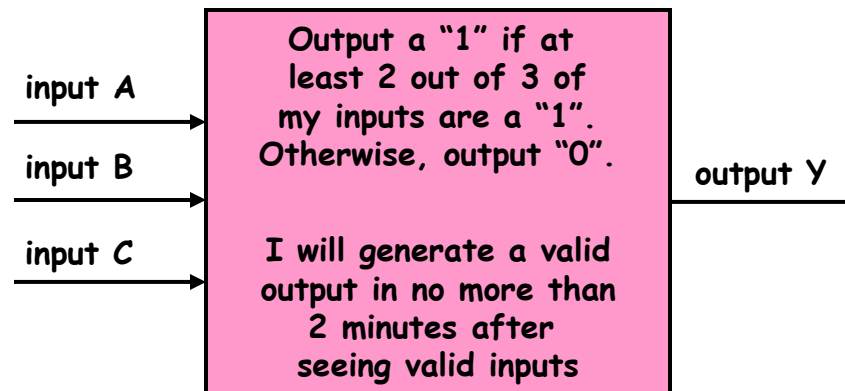 input A
input B
input C
Output a “1” if at
least 2 out of 3 of
my inputs are a “1”.
Otherwise, output “0”.
I will generate a valid
output in no more than
2 minutes after
seeing valid inputs
output Y